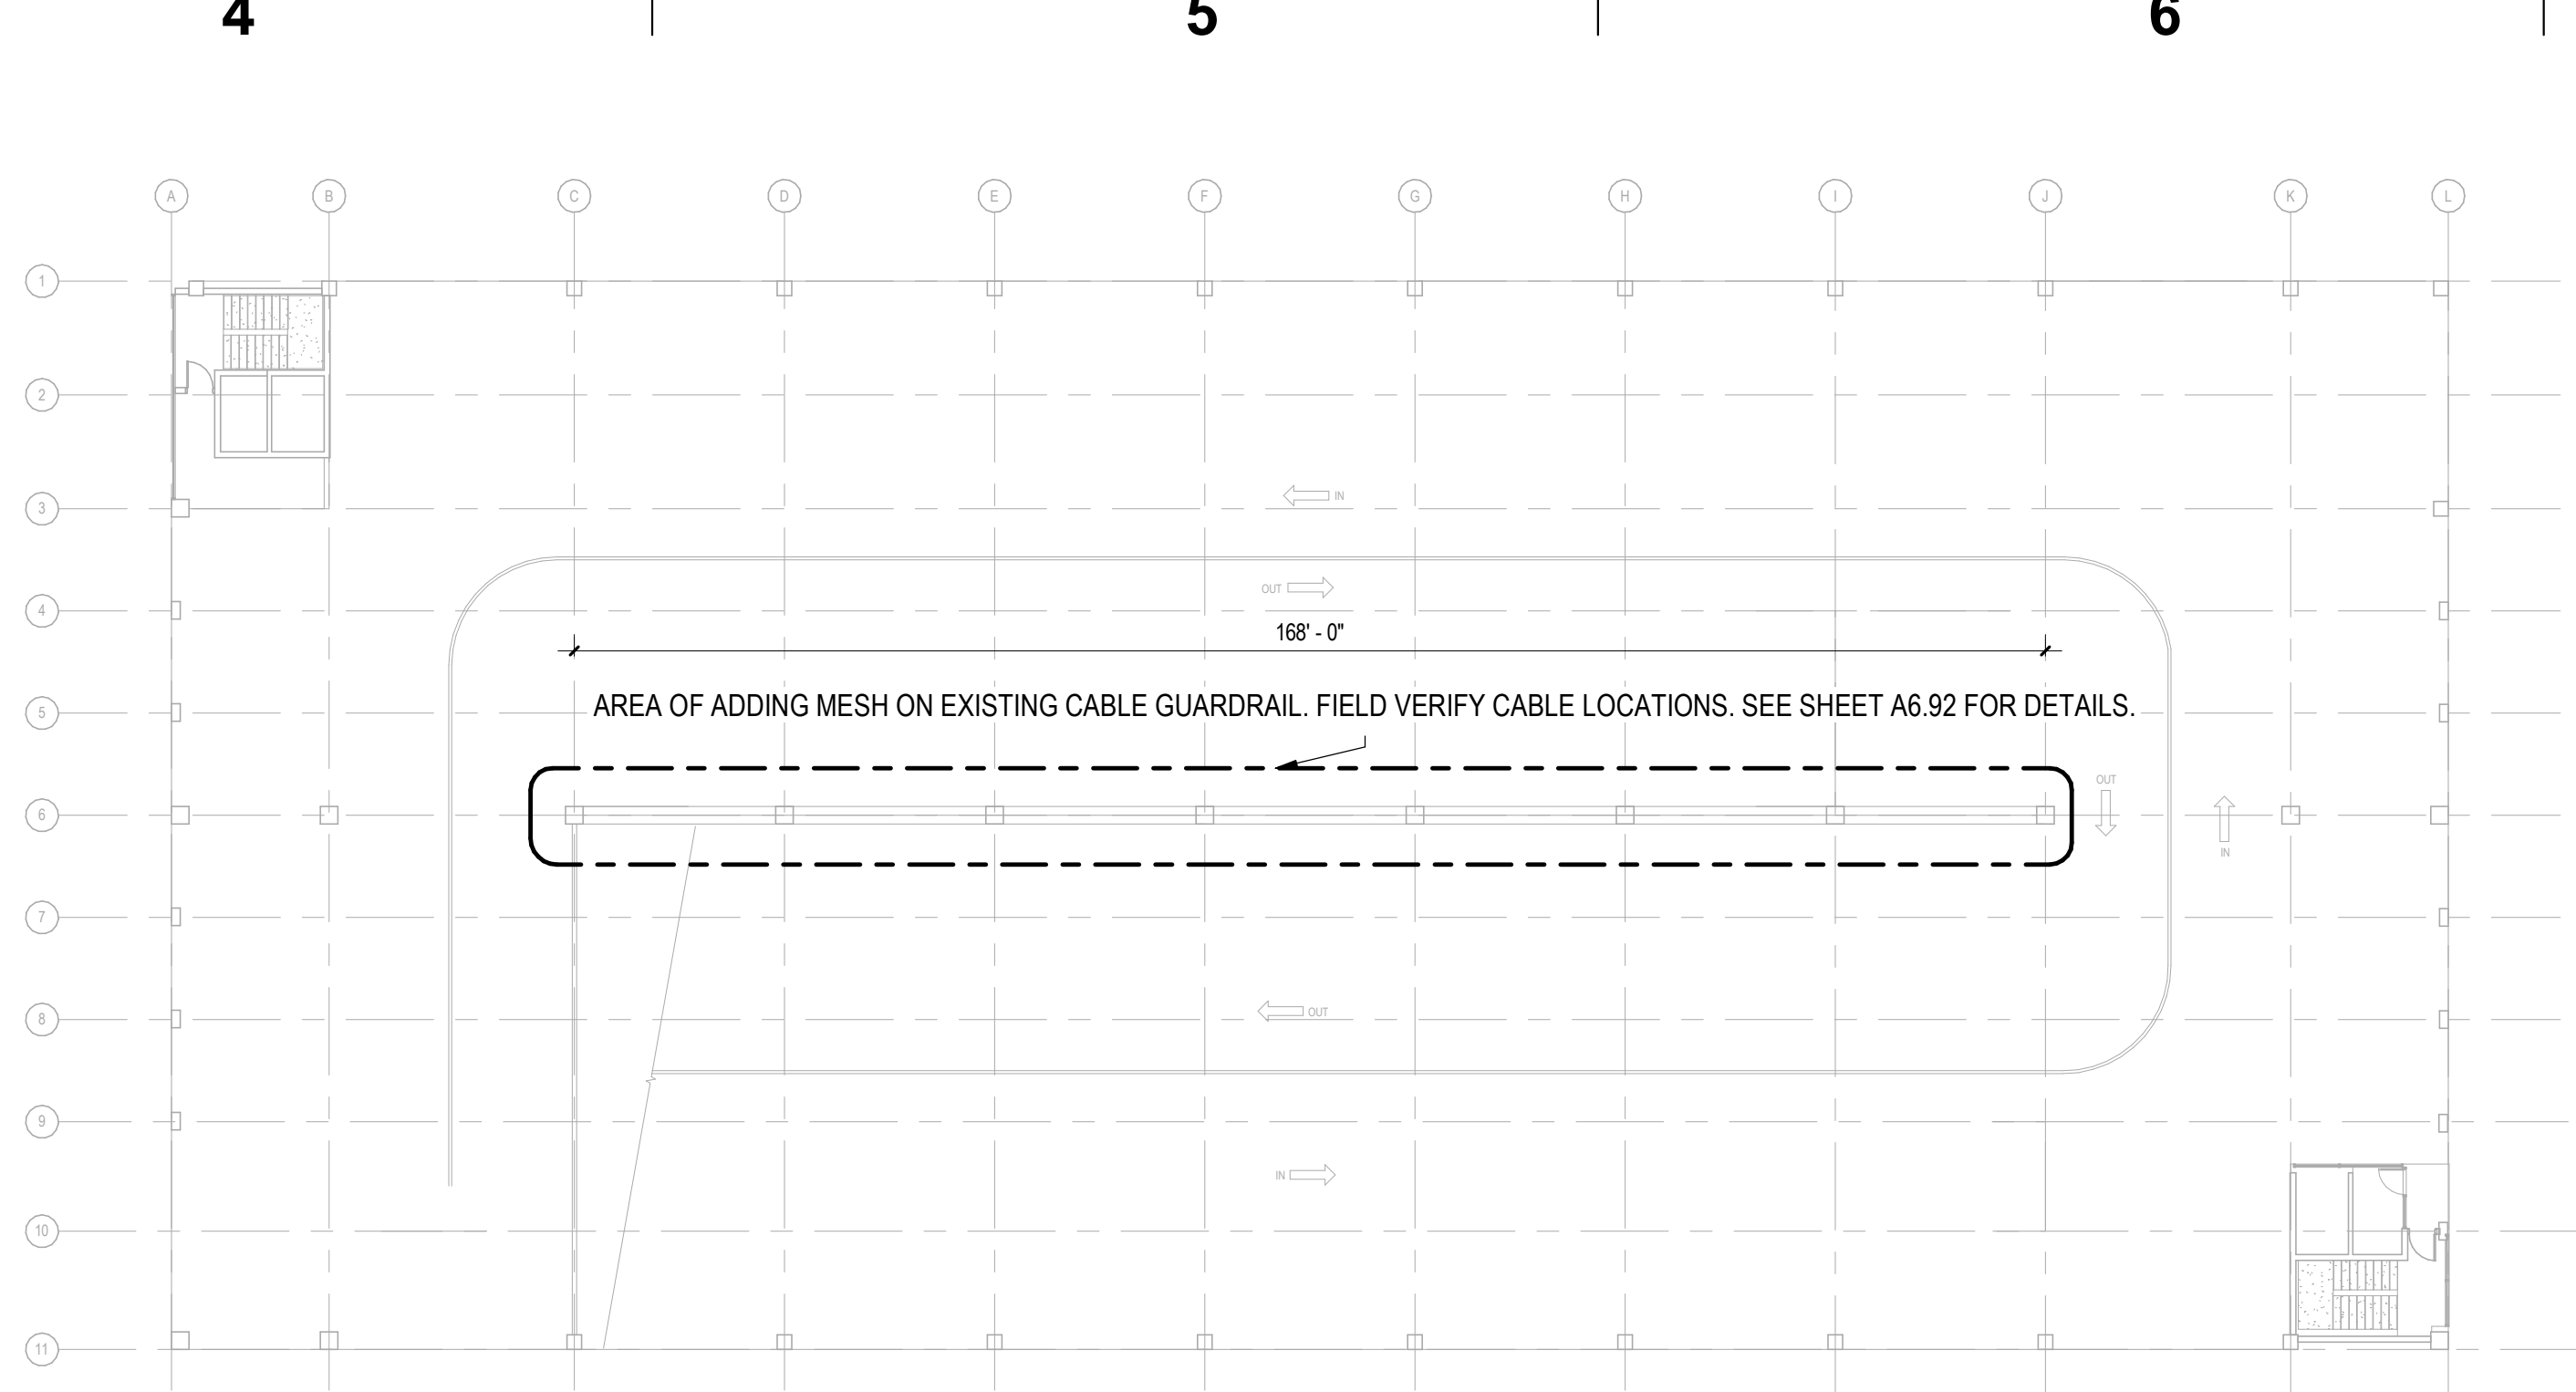 4 5 6
A B C D E F G H I J K L
1
2
IN
3
OUT
4
168' - 0"
AREA OF ADDING MESH ON EXISTING CABLE GUARDRAIL. FIELD VERIFY CABLE LOCATIONS. SEE SHEET A6.92 FOR DETAILS.
5
OUT
6
IN
7
OUT
8
9
IN
10
11